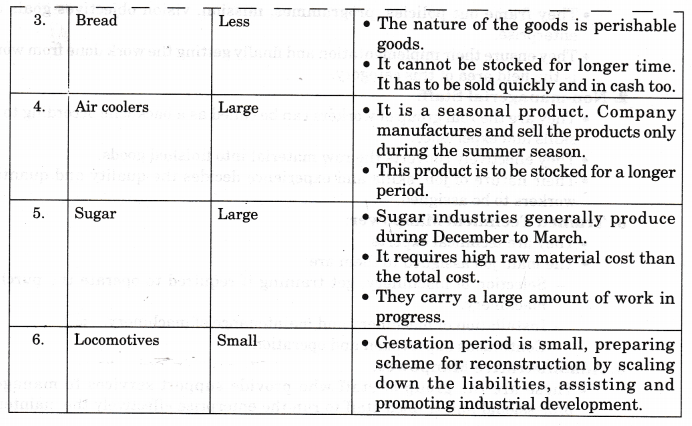 3. Bread Less • The nature of the goods is perishable
goods.
• It cannot be stocked for longer time.
It has to be sold quickly and in cash too.
4. Air coolers Large • It is a seasonal product. Company
manufactures and sell the products only
during the summer season.
• This product is to be stocked for a longer
period.
5. Sugar Large • Sugar industries generally produce
during December to March.
• It requires high raw material cost than
the total cost.
• They carry a large amount of work in
progress.
6. Locomotives Small • Gestation period is small, preparing
scheme for reconstruction by scaling
down the liabilities, assisting and
promoting industrial development.